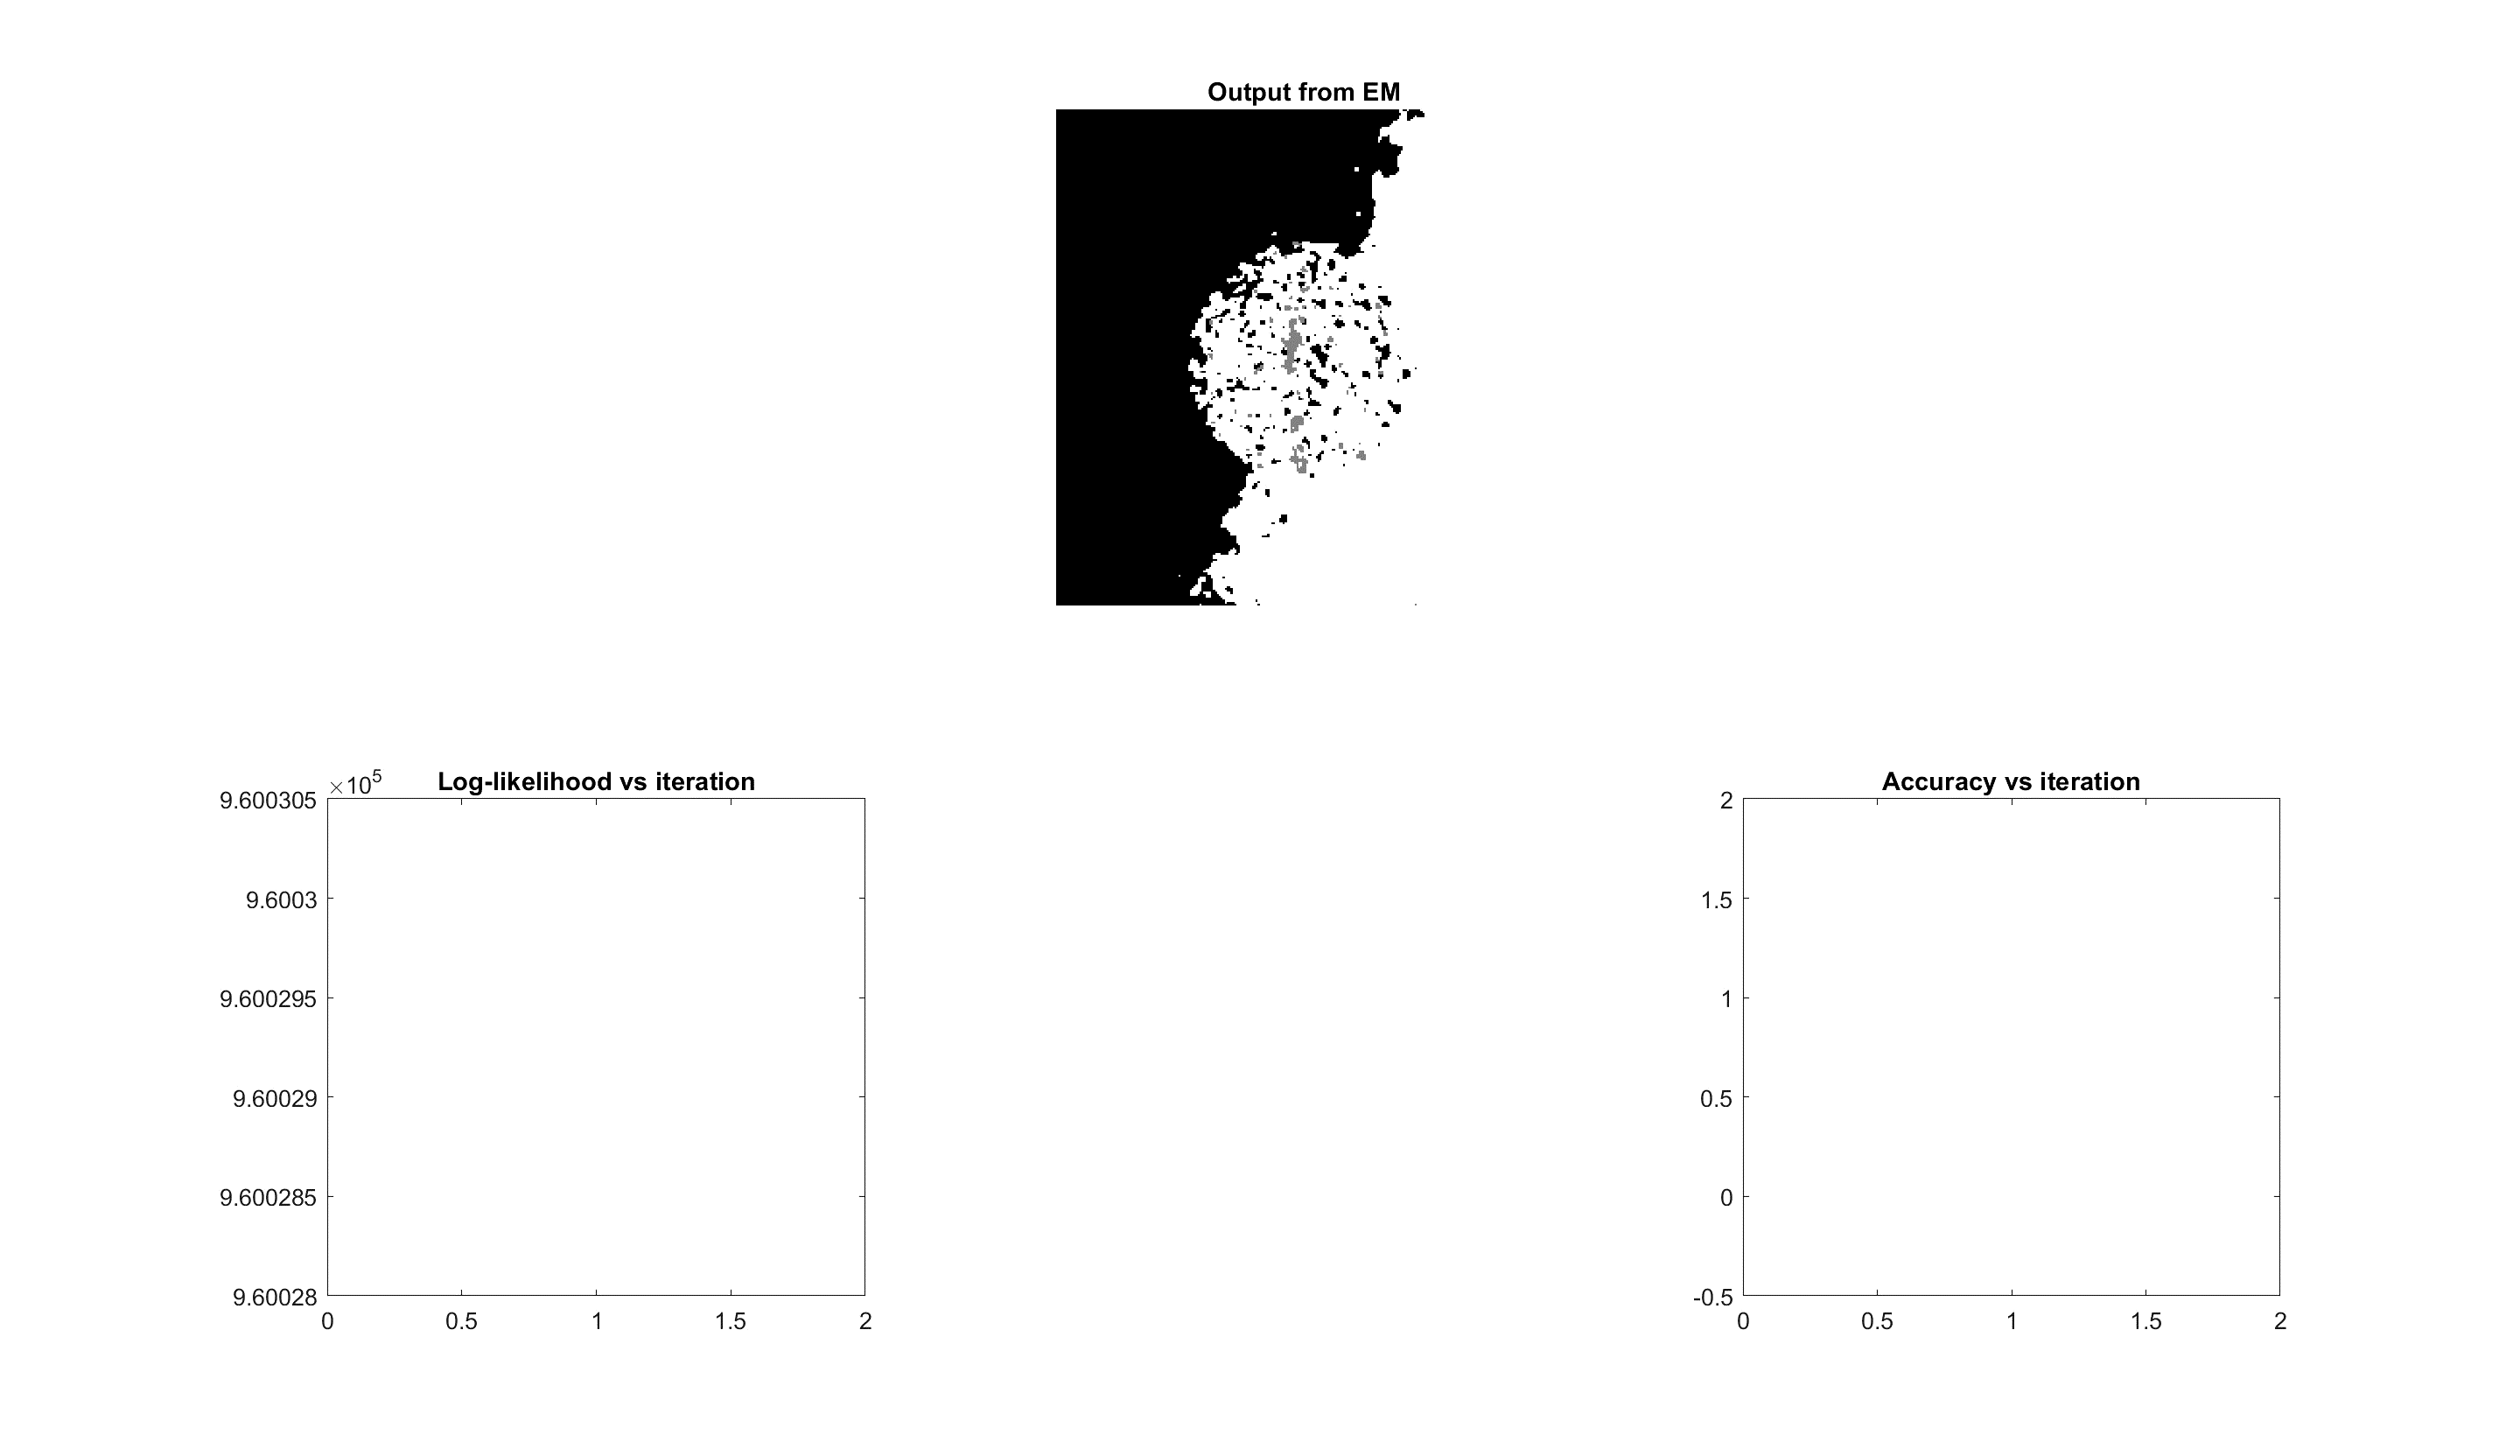 Output from EM
×10^5
Log-likelihood vs iteration
9.600305
9.6003
9.600295
9.60029
9.600285
9.60028
0 0.5 1 1.5 2
Accuracy vs iteration
2
1.5
1
0.5
0
-0.5
0 0.5 1 1.5 2